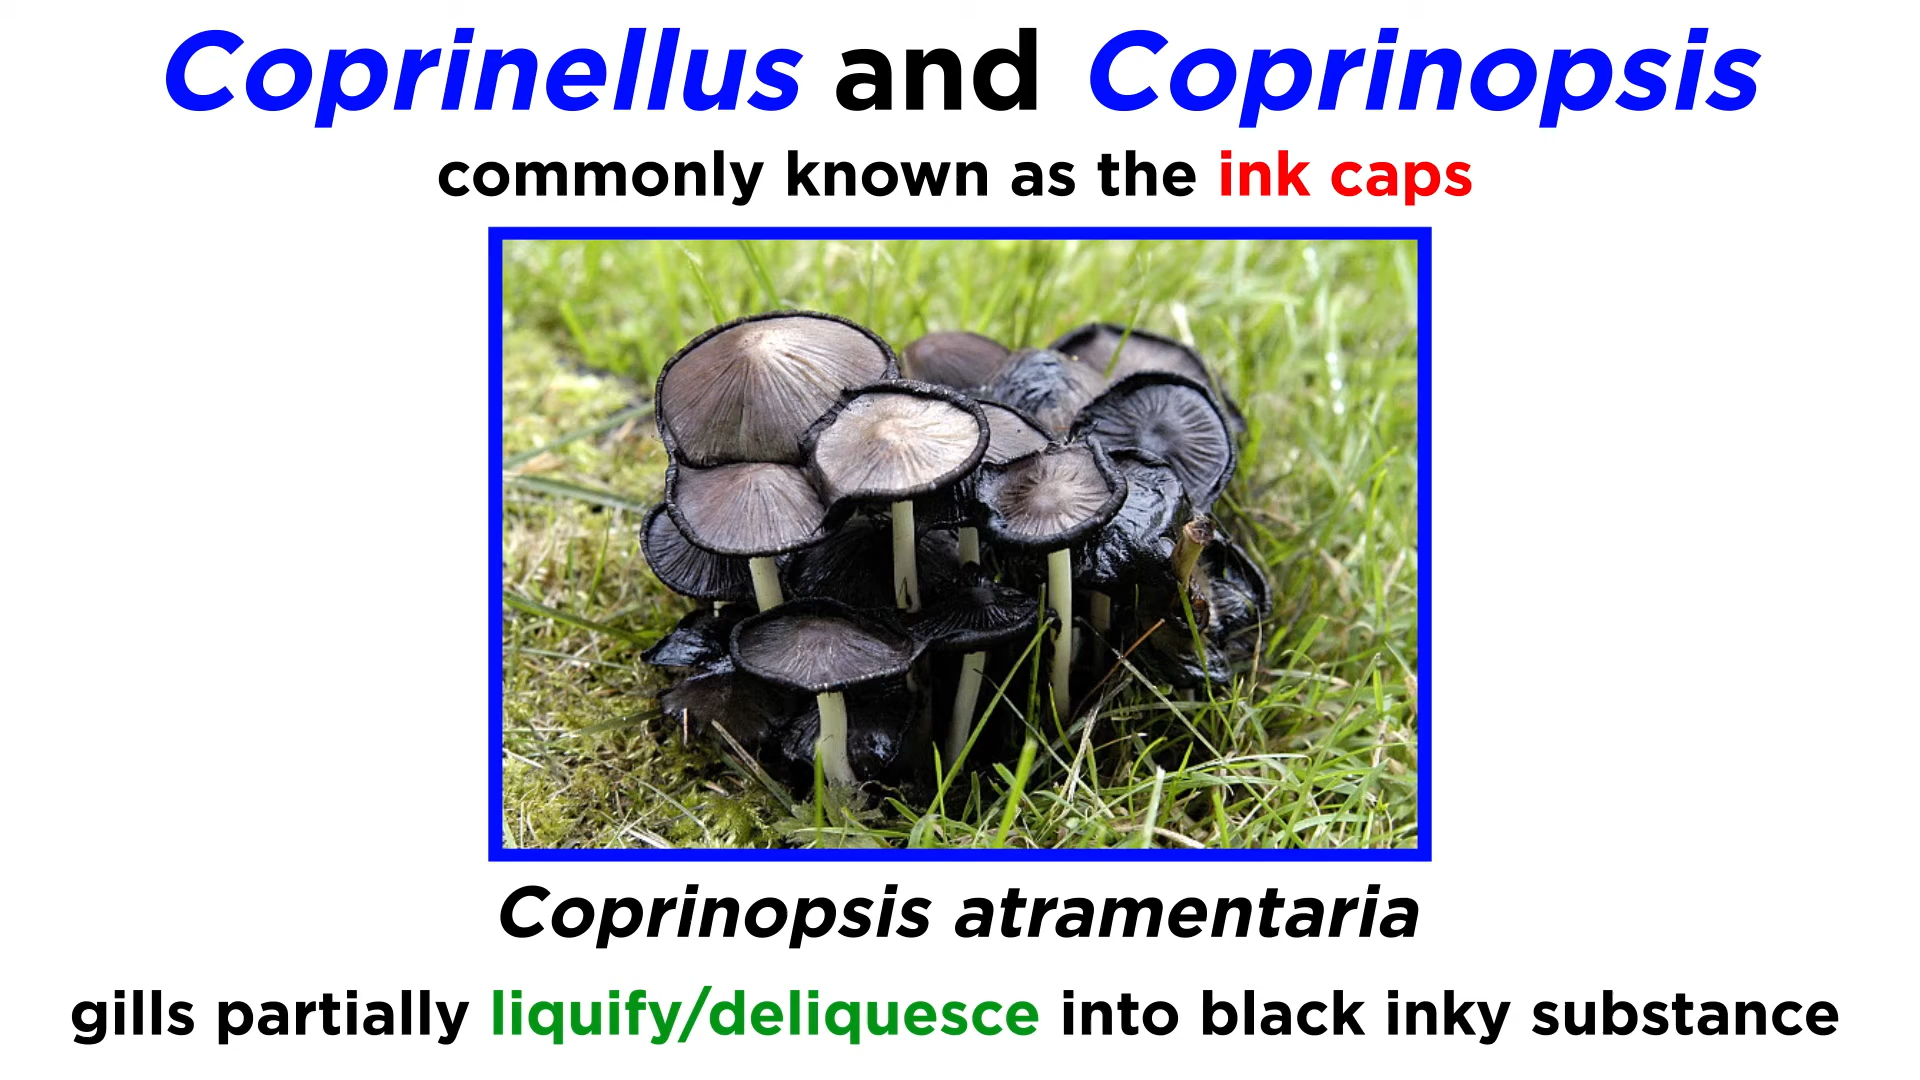 Coprinellus and Coprinopsis
commonly known as the ink caps
Coprinopsis atramentaria
gills partially liquify/deliquesce into black inky substance